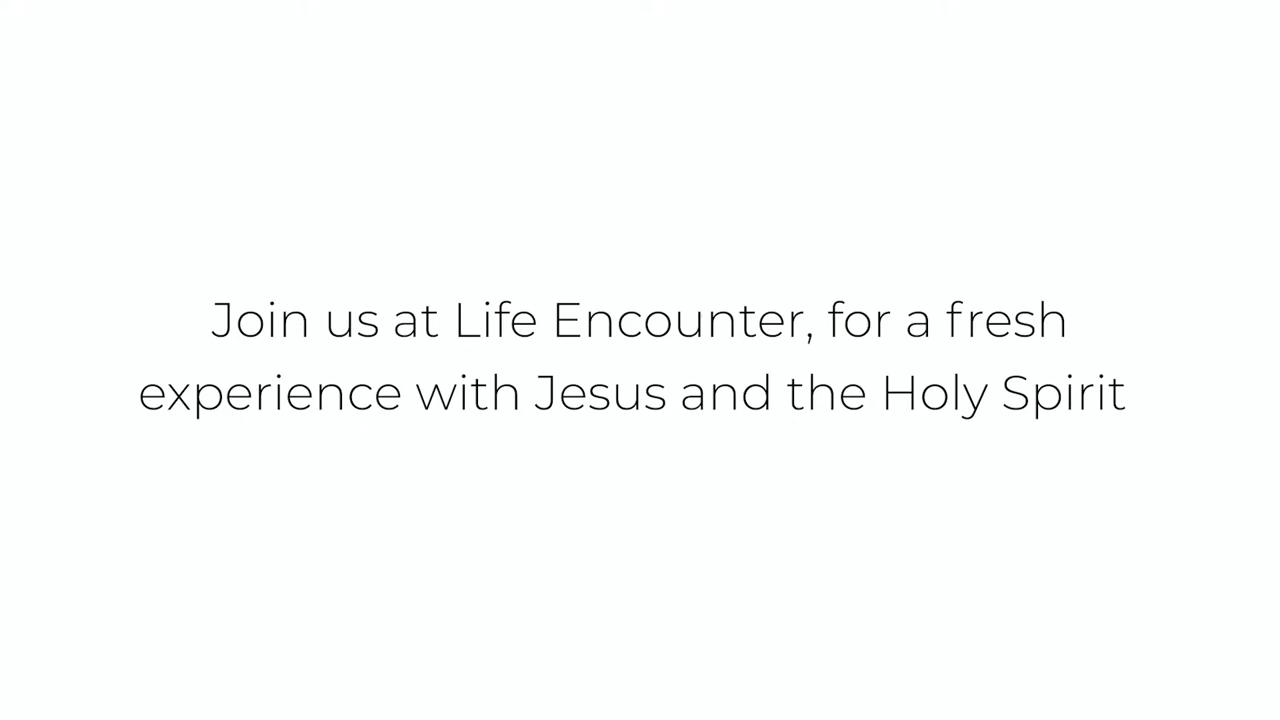 Join us at Life Encounter, for a fresh
experience with Jesus and the Holy Spirit